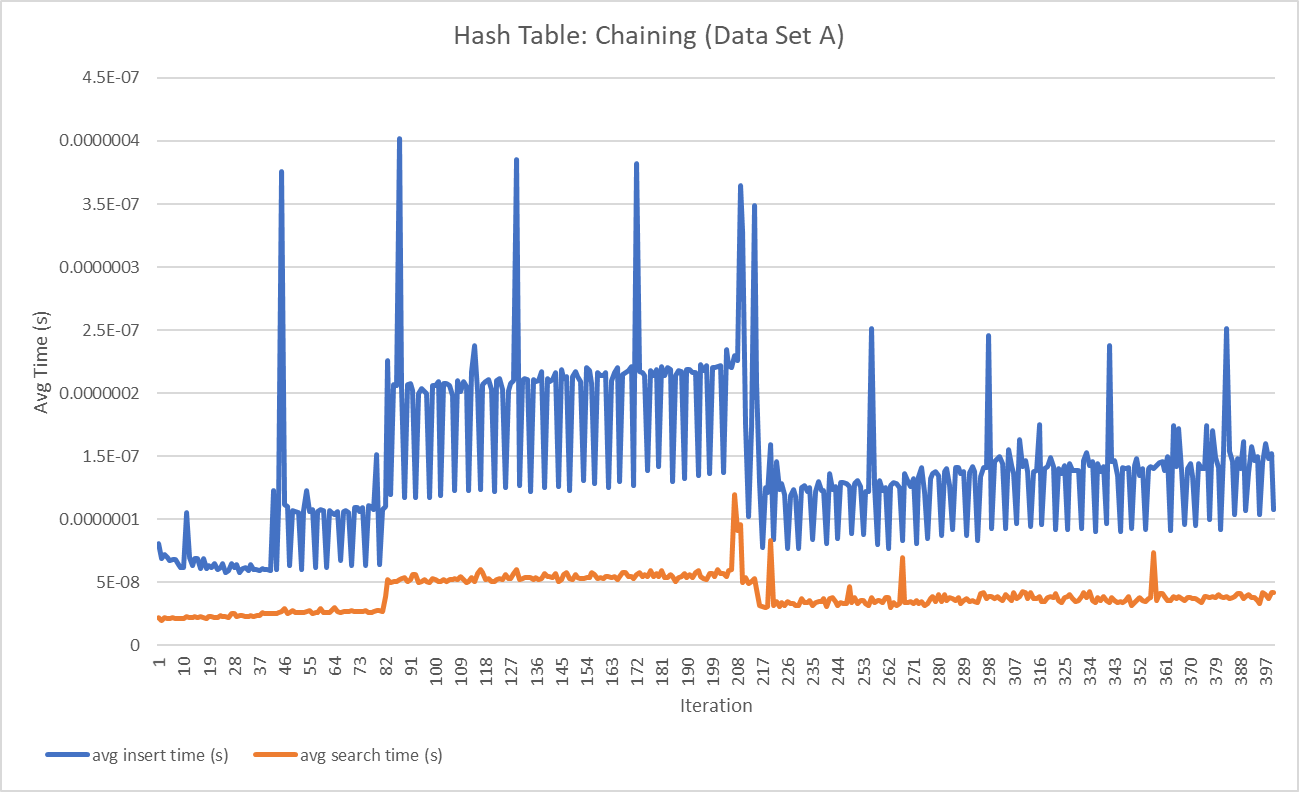 Hash Table: Chaining (Data Set A)
4.5E-07
0.0000004
3.5E-07
0.0000003
2.5E-07
0.0000002
1.5E-07
0.0000001
5E-08
0
Avg Time (s)
1 10 19 28 37 46 55 64 73 82 91 100 109 118 127 136 145 154 163 172 181 190 199 208 217 226 235 244 253 262 271 280 289 298 307 316 325 334 343 352 361 370 379 388 397
Iteration
avg insert time (s) avg search time (s)